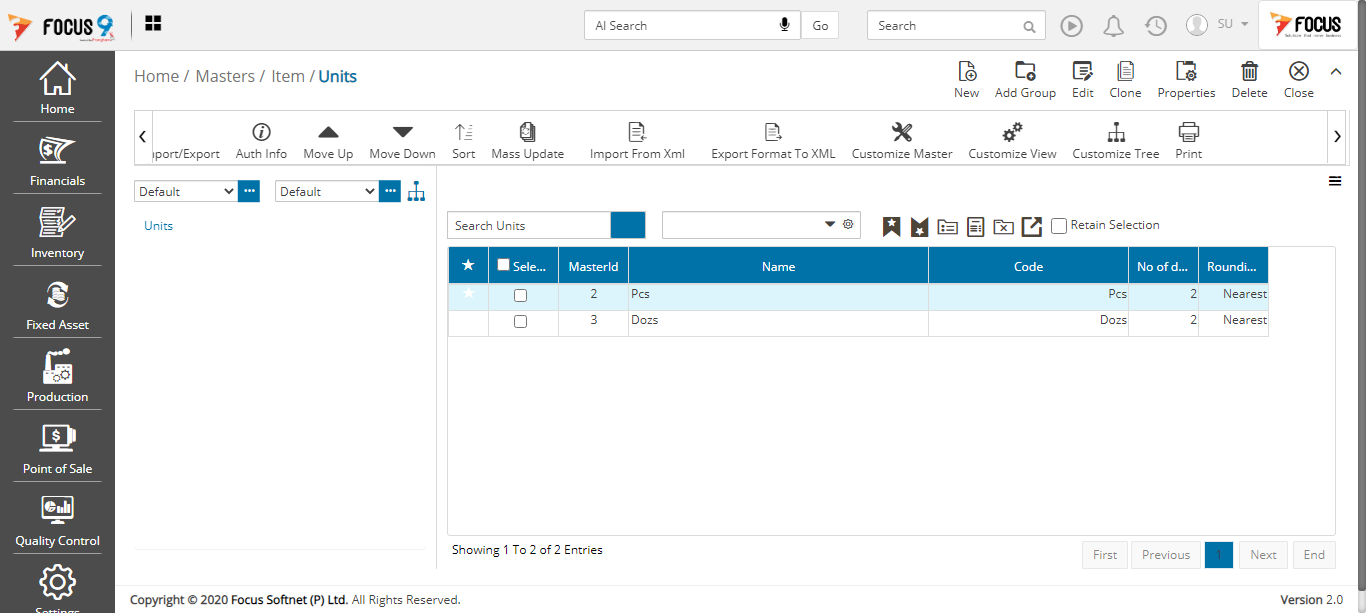 FOCUS 9
AI Search
Go
Search
SU
FOCUS
Home / Masters / Item / Units
New
Add Group
Edit
Clone
Properties
Delete
Close
port/Export
Auth Info
Move Up
Move Down
Sort
Mass Update
Import From Xml
Export Format To XML
Customize Master
Customize View
Customize Tree
Print
Home
Financials
Inventory
Fixed Asset
Production
Point of Sale
Quality Control
Settings
Default
Default
Units
Search Units
Retain Selection
Sele... MasterId Name Code No of d... Roundi...
2 Pcs Pcs 2 Nearest
3 Dozs Dozs 2 Nearest
Showing 1 To 2 of 2 Entries
First Previous 1 Next End
Copyright © 2020 Focus Softnet (P) Ltd. All Rights Reserved.
Version 2.0